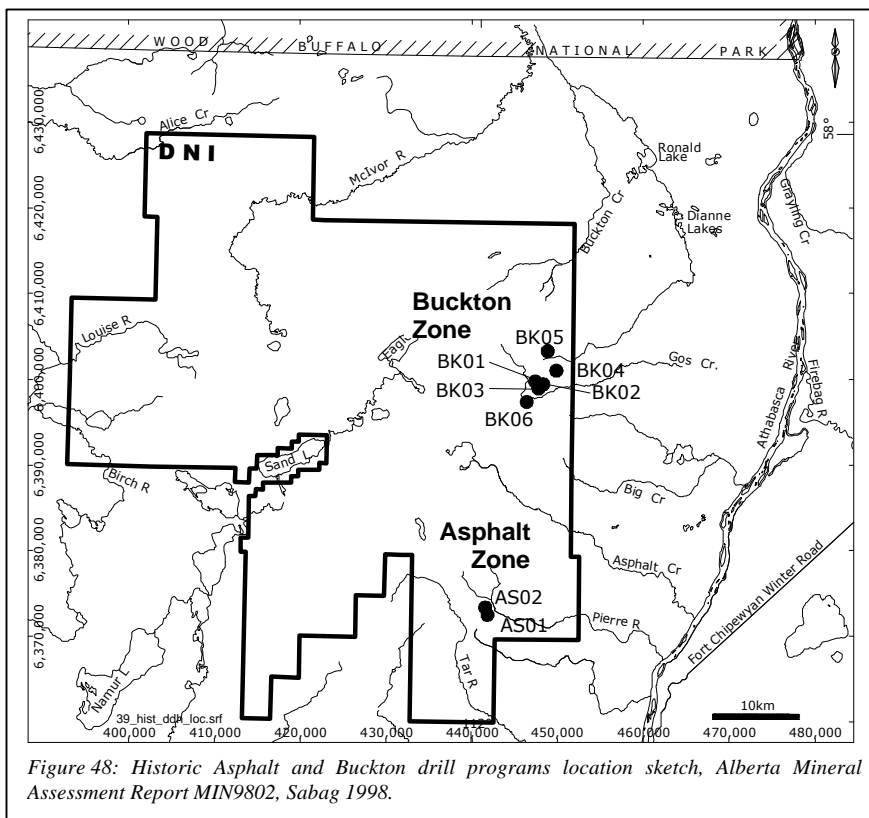 WOOD BUFFALO NATIONAL PARK
6,430,000
58°
Alice Cr
DNI
McIvor R
Ronald
Lake
Grayling Cr
6,420,000
Buckton Cr
Dianne
Lakes
6,410,000
Louise R
Buckton
Zone
Eagle
BK05
BK01
BK04
Gos Cr.
6,400,000
BK03
BK02
BK06
Athabasca River
Firebag R
6,390,000
Sand L
Birch R
Big Cr
6,380,000
Asphalt
Zone
Asphalt Cr
AS02
AS01
Pierre R
Fort Chipewyan Winter Road
6,370,000
Tar R
Namur L
39_hist_ddh_loc.srf
10km
400,000 410,000 420,000 430,000 440,000 450,000 460,000 470,000 480,000
Figure 48: Historic Asphalt and Buckton drill programs location sketch, Alberta Mineral
Assessment Report MIN9802, Sabag 1998.